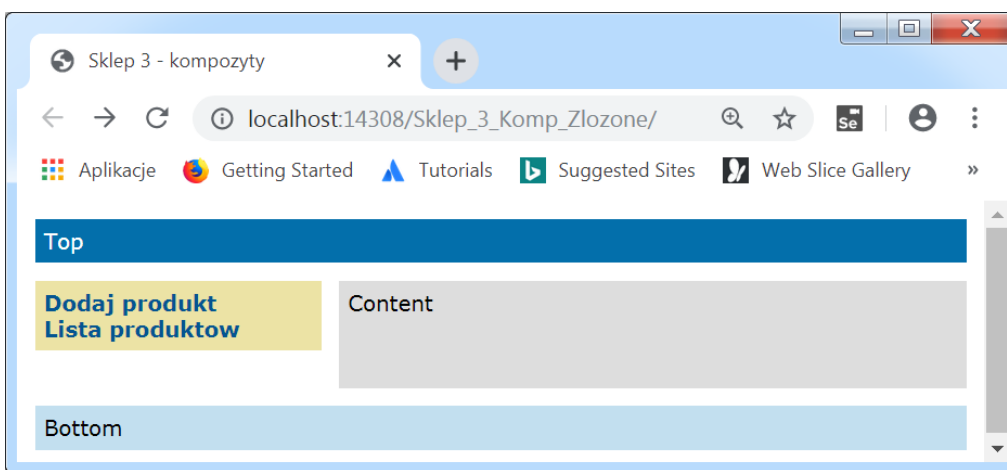 Sklep 3 - kompozyty
localhost:14308/Sklep_3_Komp_Zlozone/
Se
Aplikacje Getting Started Tutorials Suggested Sites Web Slice Gallery »
Top
Dodaj produkt
Lista produktow
Content
Bottom